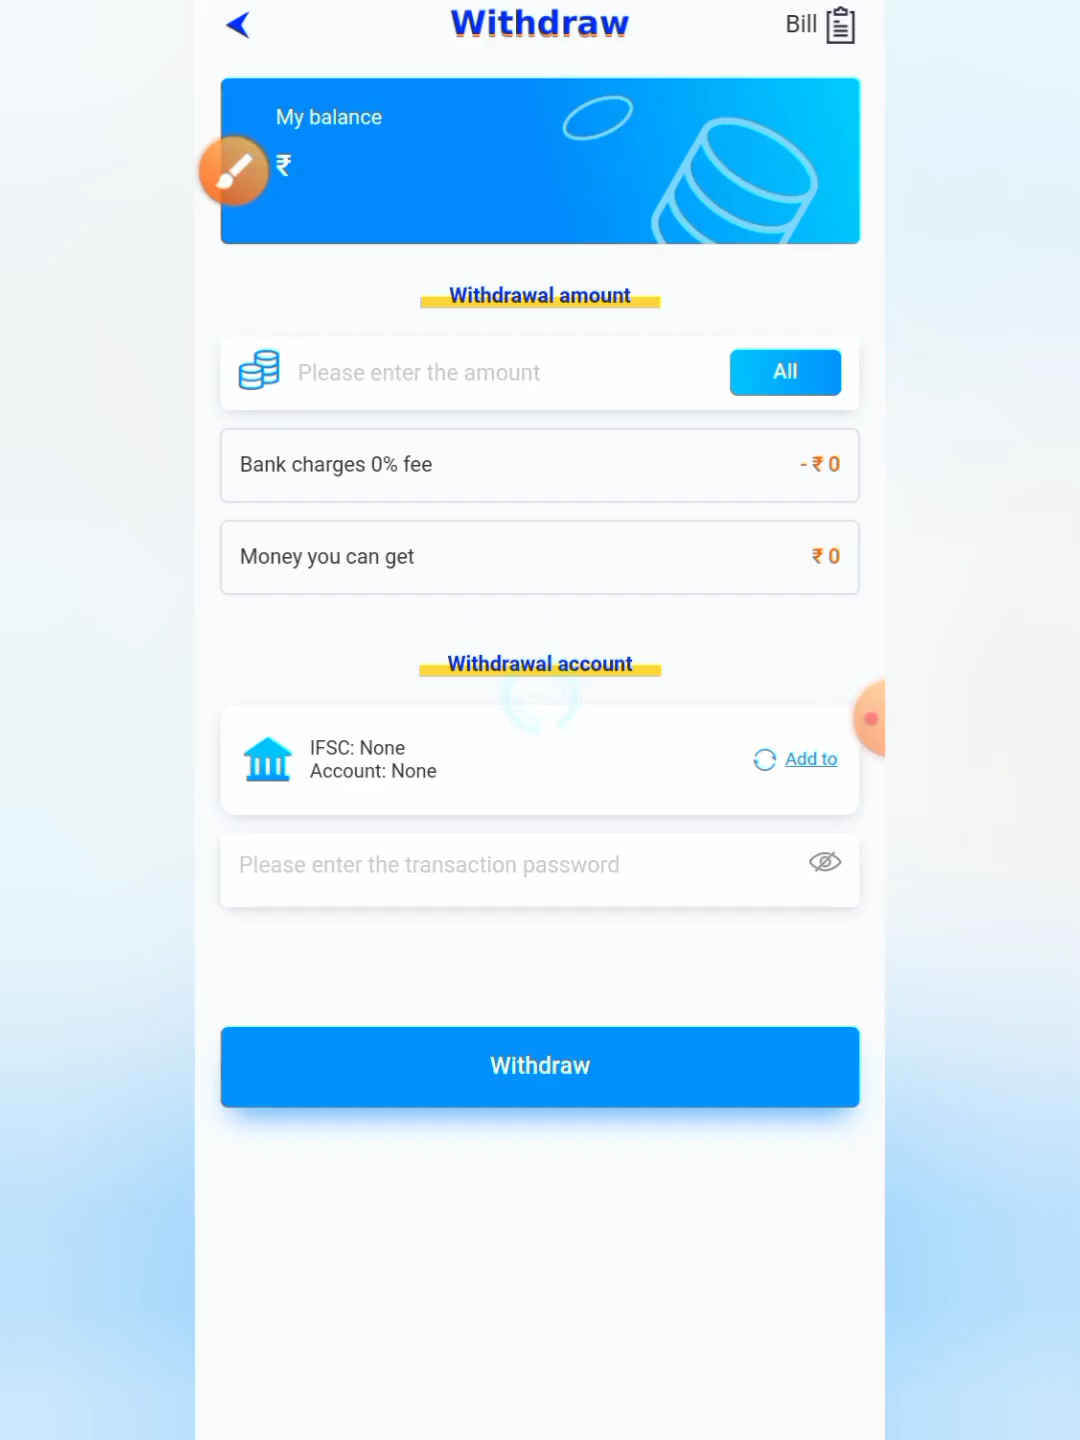 Withdraw
Bill
My balance
₹
Withdrawal amount
Please enter the amount
All
Bank charges 0% fee
- ₹ 0
Money you can get
₹ 0
Withdrawal account
IFSC: None
Account: None
Add to
Please enter the transaction password
Withdraw